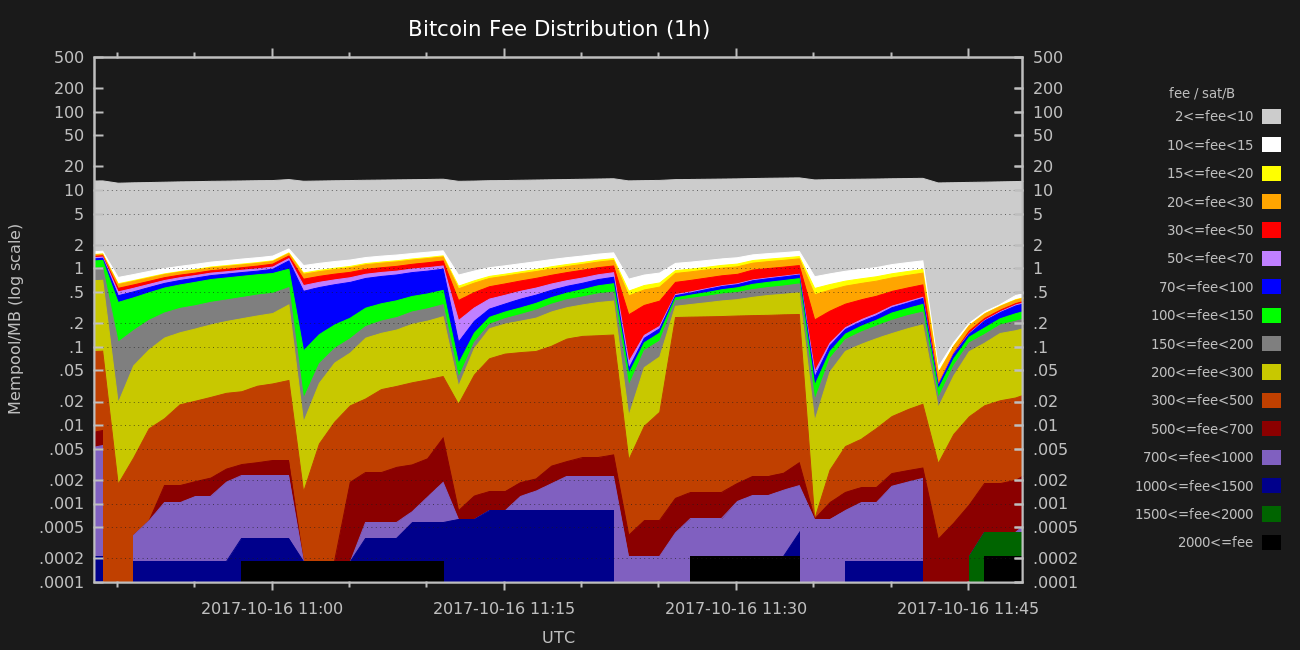 Bitcoin Fee Distribution (1h)
500 500
200 200
100 100
50 50
20 20
10 10
5 5
2 2
1 1
.5 .5
.2 .2
.1 .1
.05 .05
.02 .02
.01 .01
.005 .005
.002 .002
.001 .001
.0005 .0005
.0002 .0002
.0001 .0001
Mempool/MB (log scale)
2017-10-16 11:00 2017-10-16 11:15 2017-10-16 11:30 2017-10-16 11:45
UTC
fee / sat/B
2<=fee<10
10<=fee<15
15<=fee<20
20<=fee<30
30<=fee<50
50<=fee<70
70<=fee<100
100<=fee<150
150<=fee<200
200<=fee<300
300<=fee<500
500<=fee<700
700<=fee<1000
1000<=fee<1500
1500<=fee<2000
2000<=fee